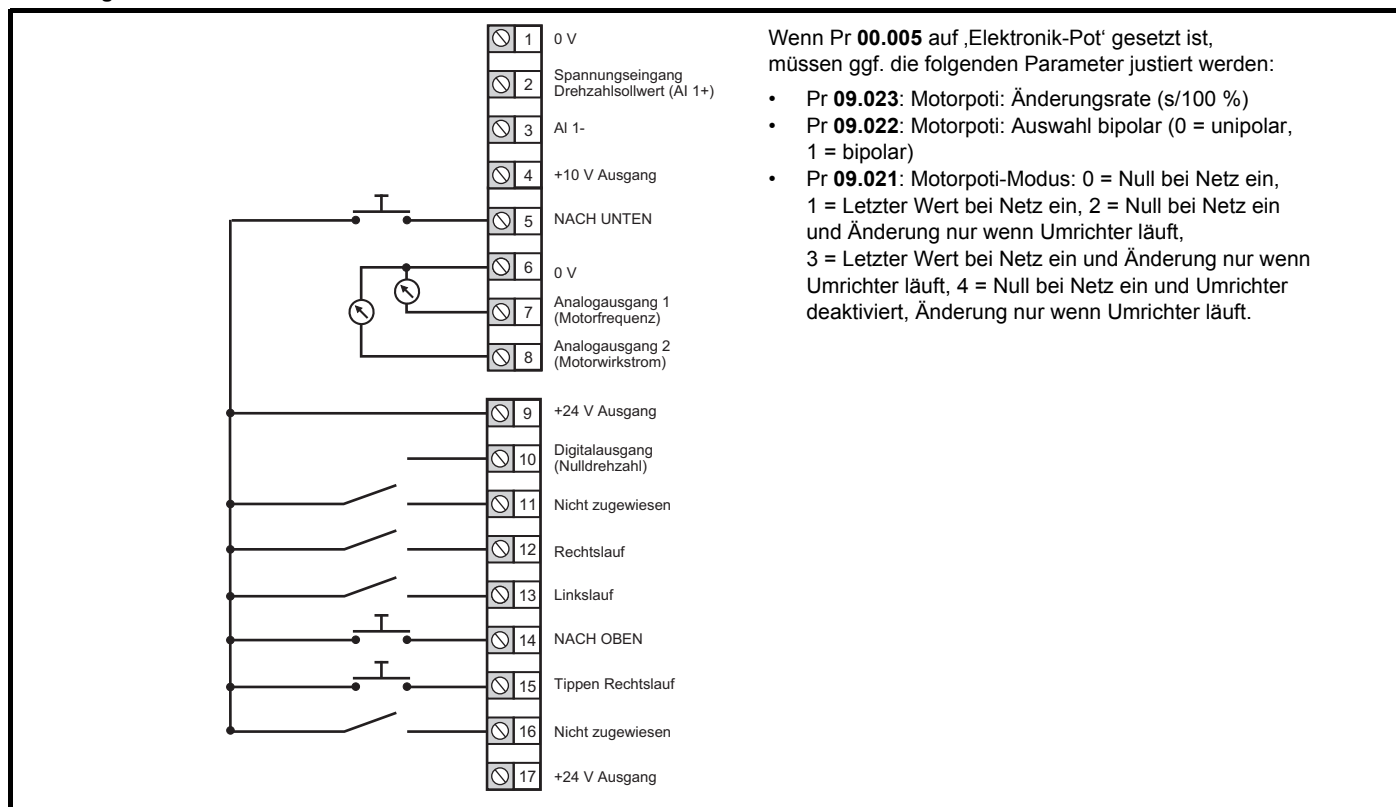 1 0 V
2 Spannungseingang
Drehzahlsollwert (AI 1+)
3 AI 1-
4 +10 V Ausgang
5 NACH UNTEN
6 0 V
7 Analogausgang 1
(Motorfrequenz)
8 Analogausgang 2
(Motorwirkstrom)
9 +24 V Ausgang
10 Digitalausgang
(Nulldrehzahl)
11 Nicht zugewiesen
12 Rechtslauf
13 Linkslauf
14 NACH OBEN
15 Tippen Rechtslauf
16 Nicht zugewiesen
17 +24 V Ausgang
Wenn Pr 00.005 auf ‚Elektronik-Pot‘ gesetzt ist,
müssen ggf. die folgenden Parameter justiert werden:
• Pr 09.023: Motorpoti: Änderungsrate (s/100 %)
• Pr 09.022: Motorpoti: Auswahl bipolar (0 = unipolar,
1 = bipolar)
• Pr 09.021: Motorpoti-Modus: 0 = Null bei Netz ein,
1 = Letzter Wert bei Netz ein, 2 = Null bei Netz ein
und Änderung nur wenn Umrichter läuft,
3 = Letzter Wert bei Netz ein und Änderung nur wenn
Umrichter läuft, 4 = Null bei Netz ein und Umrichter
deaktiviert, Änderung nur wenn Umrichter läuft.